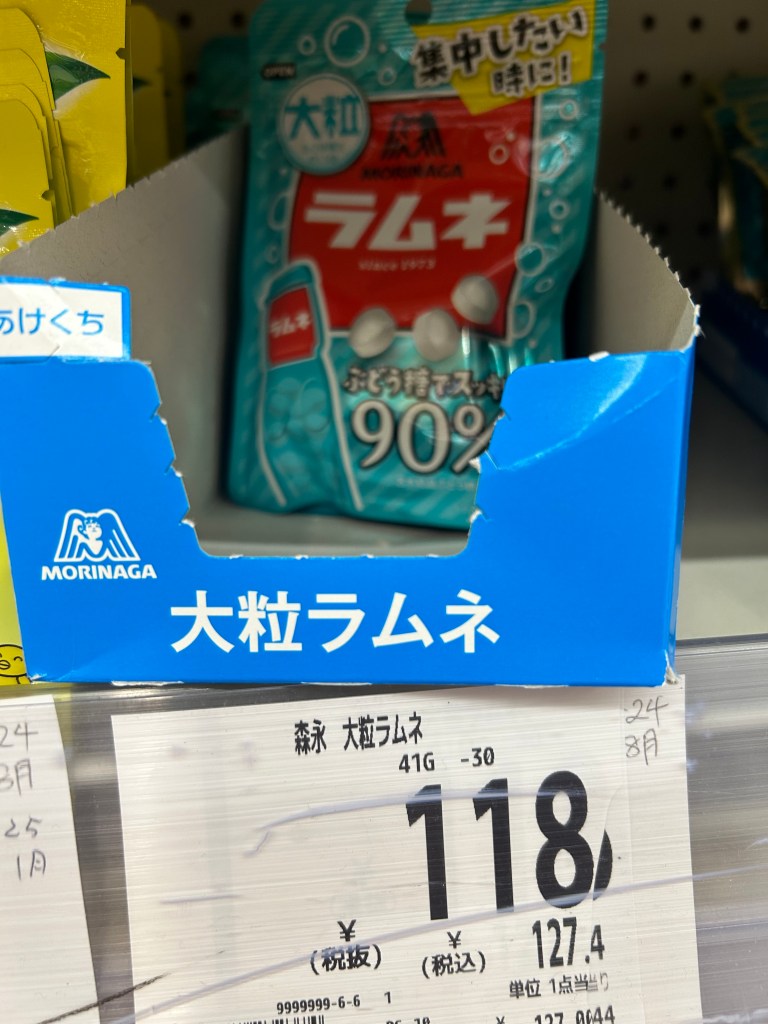 集中したい
時に!
OPEN
大粒
MORINAGA
ラムネ
Since 1973
ラムネ
ぶどう糖でスッキ
90%
あけくち
MORINAGA
大粒ラムネ
森永 大粒ラムネ
41G -30
118
¥
(税抜)
¥
(税込)
127.4
単位 1点当り
9999999-6-6 1
¥
'24
8月
24
3月
25
1月